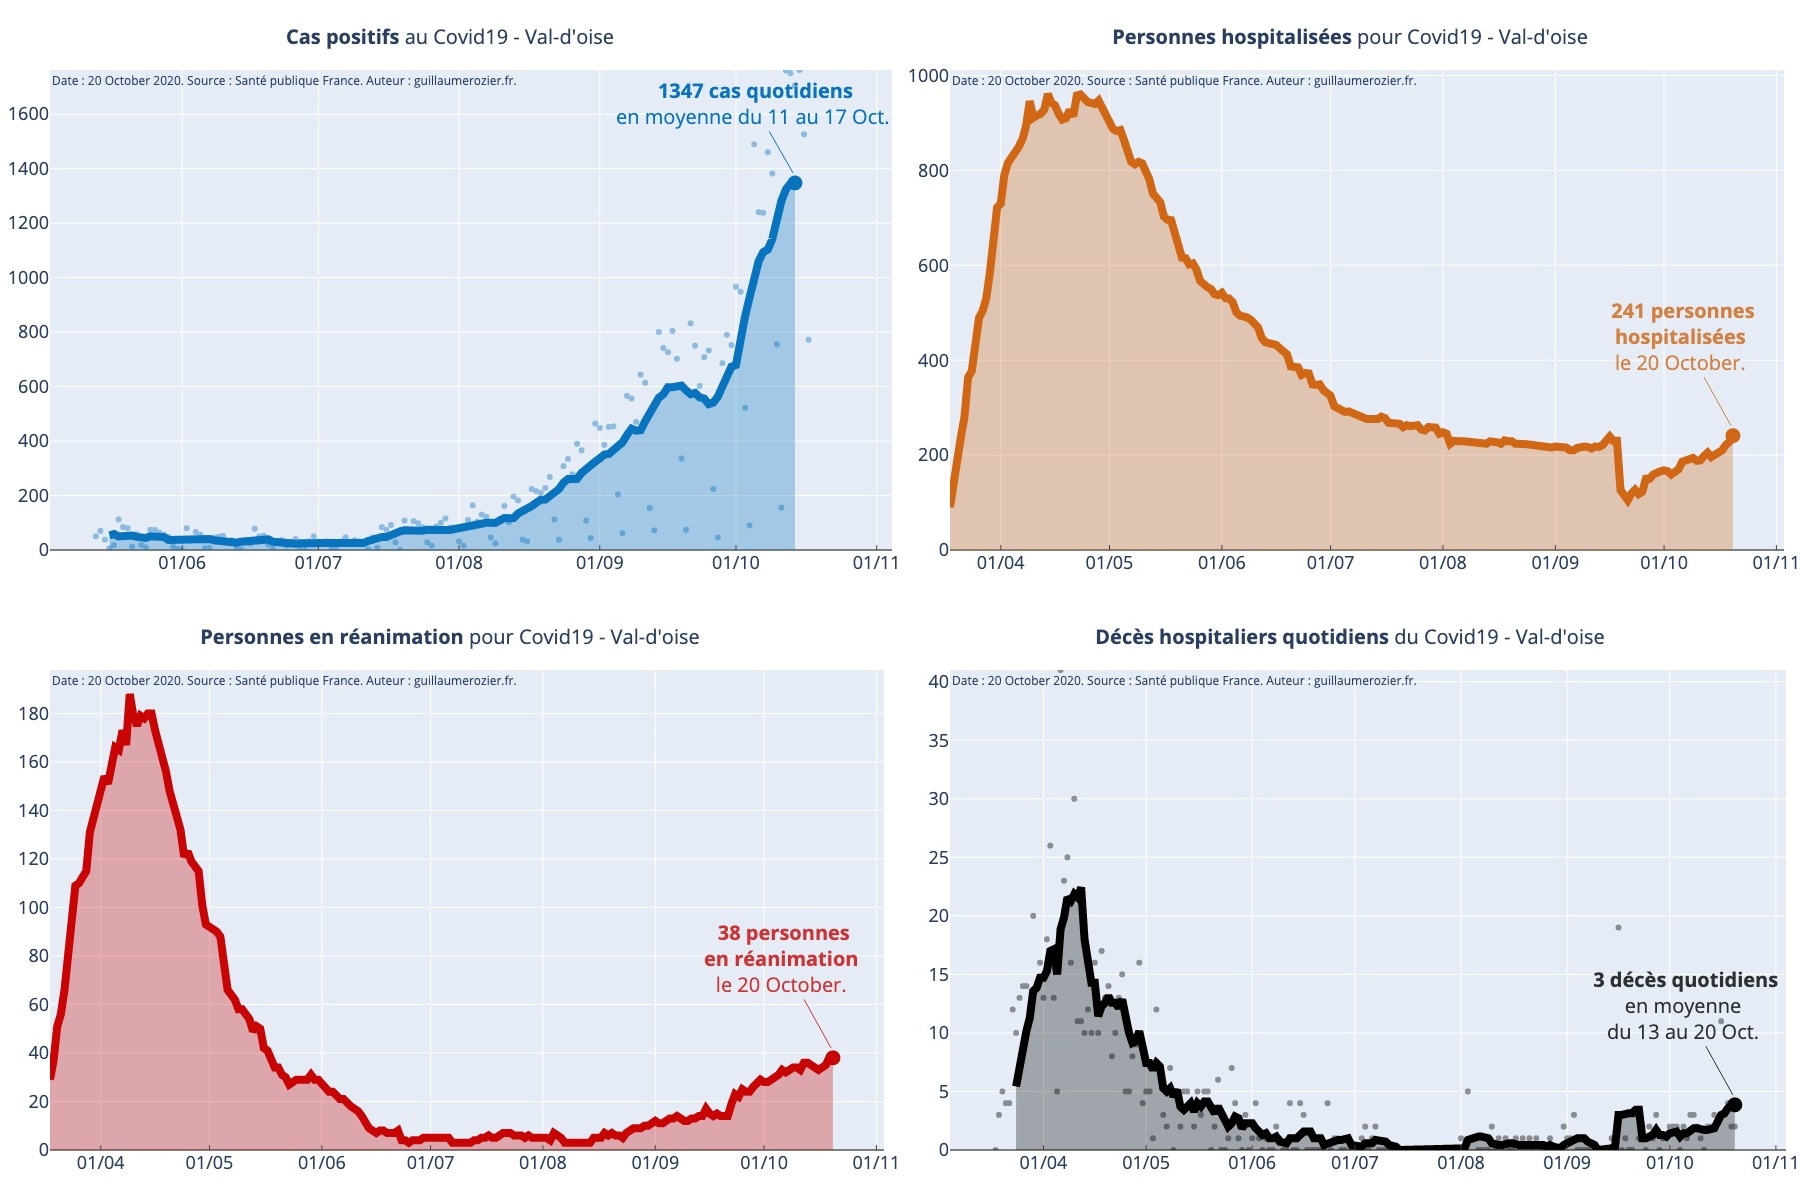 Cas positifs au Covid19 - Val-d'oise
Date : 20 October 2020. Source : Santé publique France. Auteur : guillaumerozier.fr.
1347 cas quotidiens
en moyenne du 11 au 17 Oct.
1600
1400
1200
1000
800
600
400
200
0
01/06 01/07 01/08 01/09 01/10 01/11
Personnes hospitalisées pour Covid19 - Val-d'oise
Date : 20 October 2020. Source : Santé publique France. Auteur : guillaumerozier.fr.
1000
800
600
400
200
0
241 personnes
hospitalisées
le 20 October.
01/04 01/05 01/06 01/07 01/08 01/09 01/10 01/11
Personnes en réanimation pour Covid19 - Val-d'oise
Date : 20 October 2020. Source : Santé publique France. Auteur : guillaumerozier.fr.
180
160
140
120
100
80
60
40
20
0
38 personnes
en réanimation
le 20 October.
01/04 01/05 01/06 01/07 01/08 01/09 01/10 01/11
Décès hospitaliers quotidiens du Covid19 - Val-d'oise
Date : 20 October 2020. Source : Santé publique France. Auteur : guillaumerozier.fr.
40
35
30
25
20
15
10
5
0
3 décès quotidiens
en moyenne
du 13 au 20 Oct.
01/04 01/05 01/06 01/07 01/08 01/09 01/10 01/11